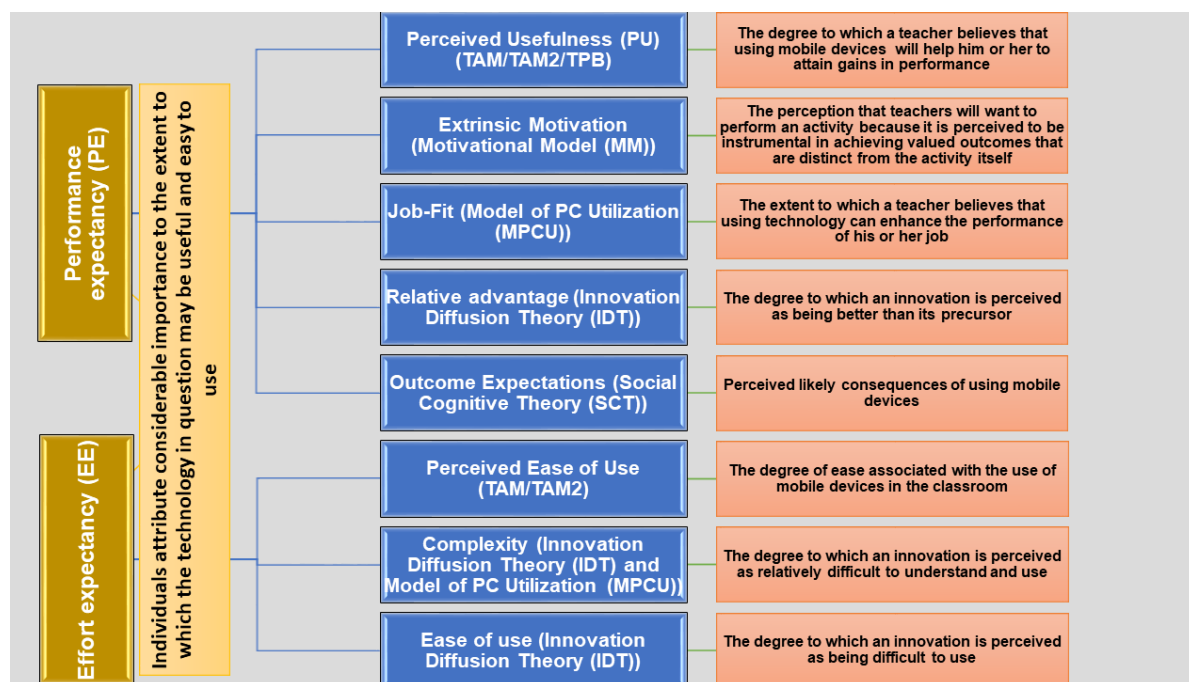 Performance
expectancy (PE)
Effort expectancy (EE)
Individuals attribute considerable importance to the extent to
which the technology in question may be useful and easy to
use
Perceived Usefulness (PU)
(TAM/TAM2/TPB)
The degree to which a teacher believes that
using mobile devices will help him or her to
attain gains in performance
Extrinsic Motivation
(Motivational Model (MM))
The perception that teachers will want to
perform an activity because it is perceived to be
instrumental in achieving valued outcomes that
are distinct from the activity itself
Job-Fit (Model of PC Utilization
(MPCU))
The extent to which a teacher believes that
using technology can enhance the performance
of his or her job
Relative advantage (Innovation
Diffusion Theory (IDT))
The degree to which an innovation is perceived
as being better than its precursor
Outcome Expectations (Social
Cognitive Theory (SCT))
Perceived likely consequences of using mobile
devices
Perceived Ease of Use
(TAM/TAM2)
The degree of ease associated with the use of
mobile devices in the classroom
Complexity (Innovation
Diffusion Theory (IDT) and
Model of PC Utilization (MPCU))
The degree to which an innovation is perceived
as relatively difficult to understand and use
Ease of use (Innovation
Diffusion Theory (IDT))
The degree to which an innovation is perceived
as being difficult to use